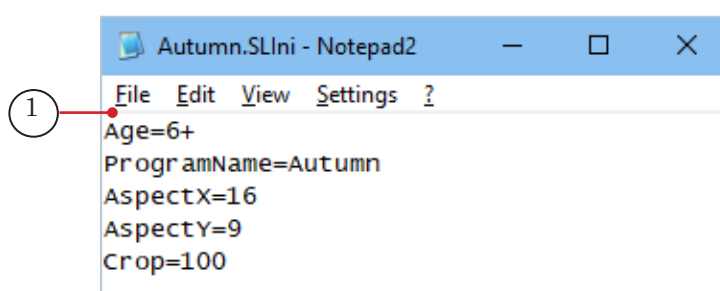 Autumn.SLIni - Notepad2
File Edit View Settings ?
1
Age=6+
ProgramName=Autumn
AspectX=16
AspectY=9
Crop=100